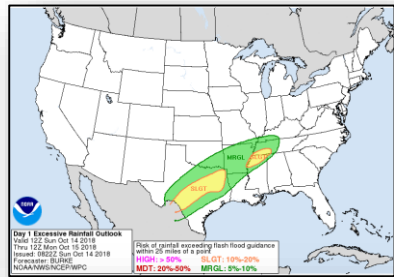 MRGL
SLGT
SLGT
NOAA
Day 1 Excessive Rainfall Outlook
Valid 12Z Sun Oct 14 2018
Thru 12Z Mon Oct 15 2018
Issued: 0822Z Sun Oct 14 2018
Forecaster: BURKE
NOAA/NWS/NCEP/WPC
Risk of rainfall exceeding flash flood guidance
within 25 miles of a point
HIGH: > 50% SLGT: 10%-20%
MDT: 20%-50% MRGL: 5%-10%